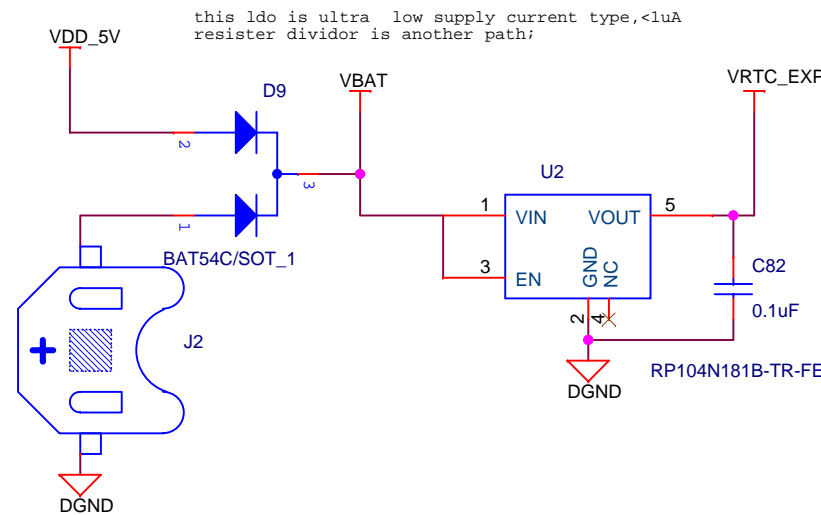 this ldo is ultra  low supply current type,<1uA
resister dividor is another path;
VDD_5V
D9
VBAT
VRTC_EXP
2
3
1
BAT54C/SOT_1
U2
1
VIN
VOUT
5
3
EN
GND
NC
2
4
C82
0.1uF
J2
+
DGND
RP104N181B-TR-FE
DGND